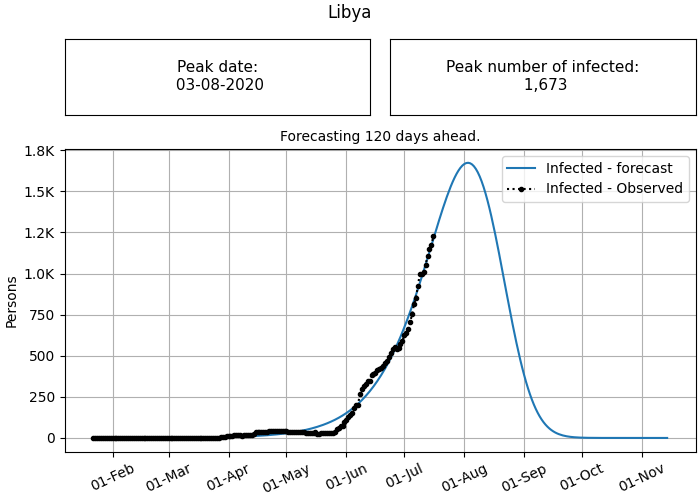 Libya
Peak date:
03-08-2020
Peak number of infected:
1,673
Forecasting 120 days ahead.
1.8K
1.5K
1.2K
1.0K
750
500
250
0
Persons
Infected - forecast
Infected - Observed
01-Feb
01-Mar
01-Apr
01-May
01-Jun
01-Jul
01-Aug
01-Sep
01-Oct
01-Nov